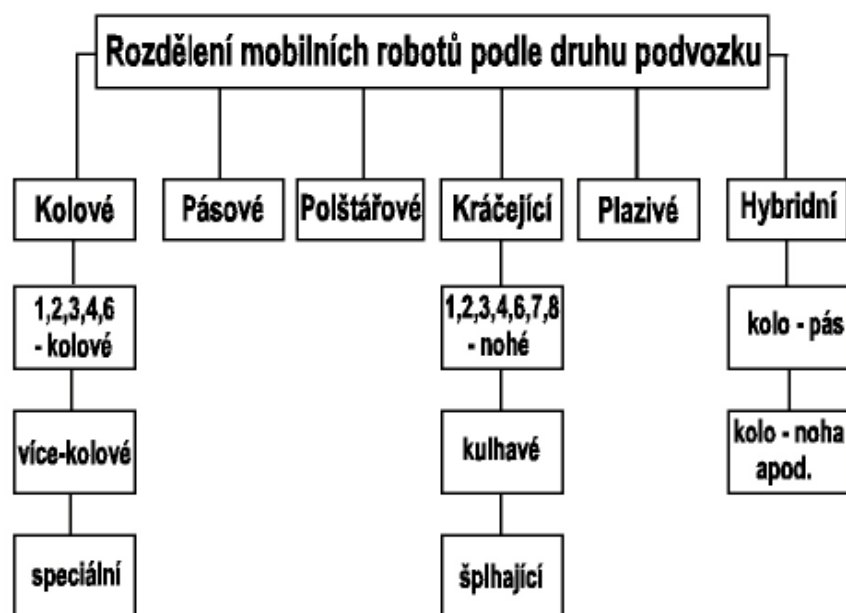 Rozdělení mobilních robotů podle druhu podvozku
Kolové
Pásové
Polštářové
Kráčející
Plazivé
Hybridní
1,2,3,4,6
- kolové
1,2,3,4,6,7,8
- nohé
kolo - pás
více-kolové
kulhavé
kolo - noha
apod.
speciální
šplhající